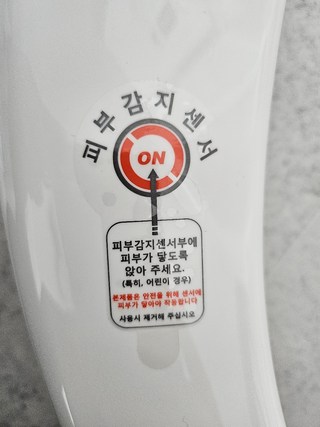 피부감지센서
ON
피부감지센서부에
피부가 닿도록
앉아 주세요.
(특히, 어린이 경우)
본제품은 안전을 위해 센서에
피부가 닿아야 작동합니다
사용시 제거해 주십시오